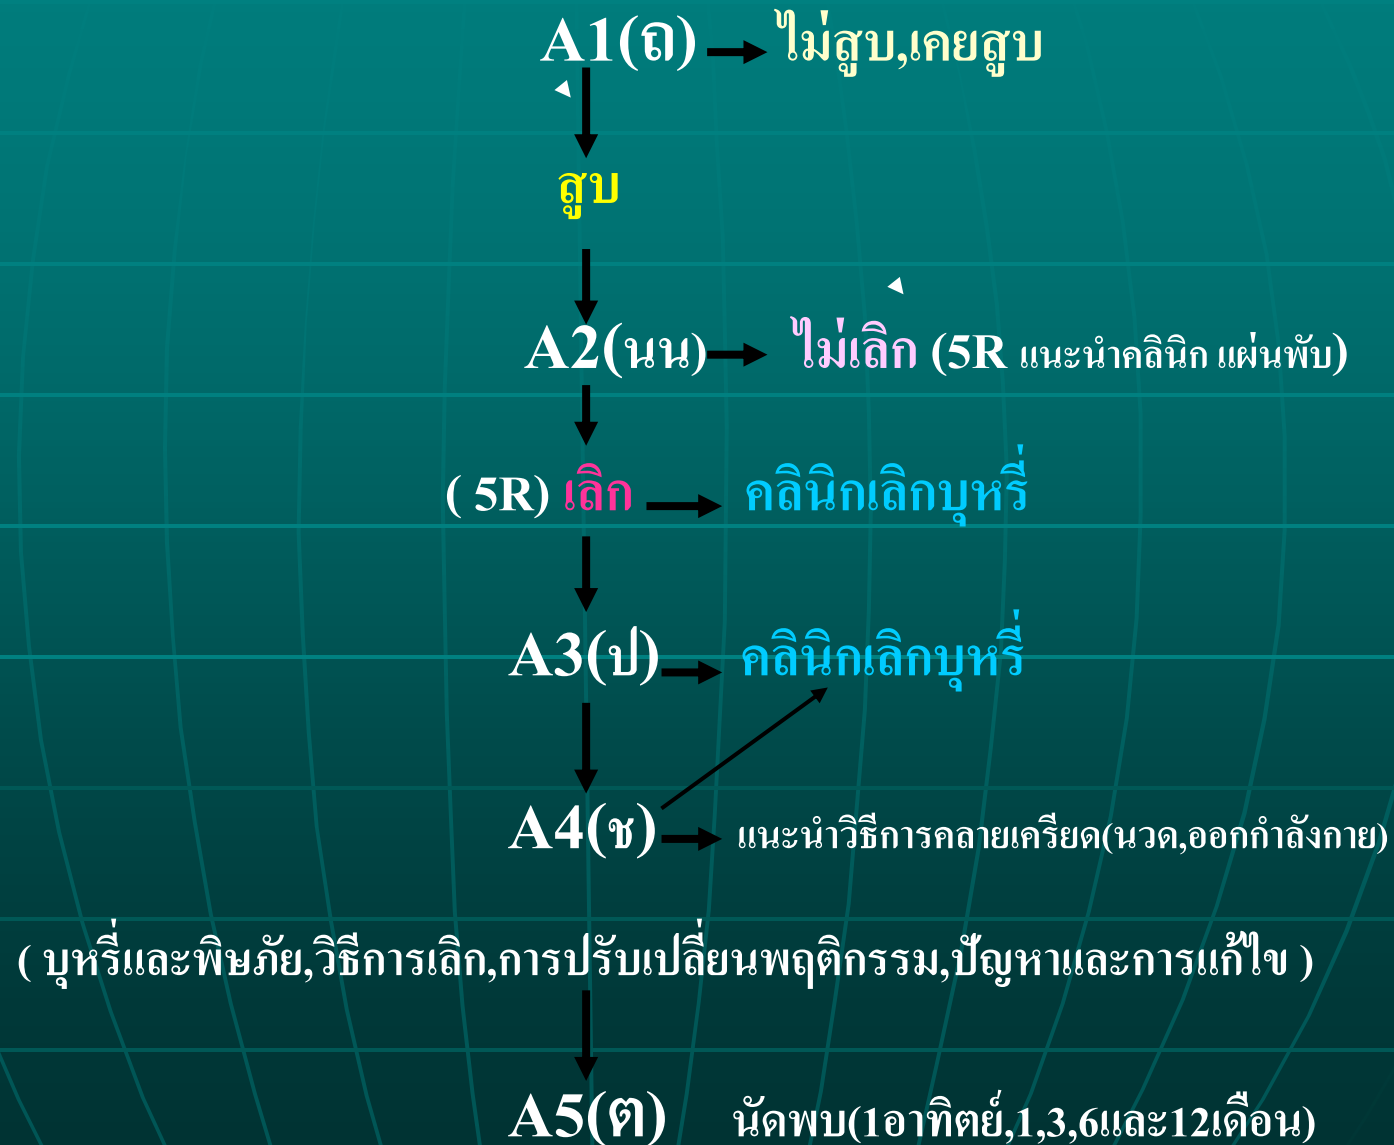 A1(ถ) ไม่สูบ,เคยสูบ
สูบ
A2(นน) ไม่เลิก (5R แนะนำคลินิก แผ่นพับ)
( 5R) เลิก คลินิกเลิกบุหรี่
A3(ป) คลินิกเลิกบุหรี่
A4(ช) แนะนำวิธีการคลายเครียด(นวด,ออกกำลังกาย)
( บุหรี่และพิษภัย,วิธีการเลิก,การปรับเปลี่ยนพฤติกรรม,ปัญหาและการแก้ไข )
A5(ต) นัดพบ(1อาทิตย์,1,3,6และ12เดือน)